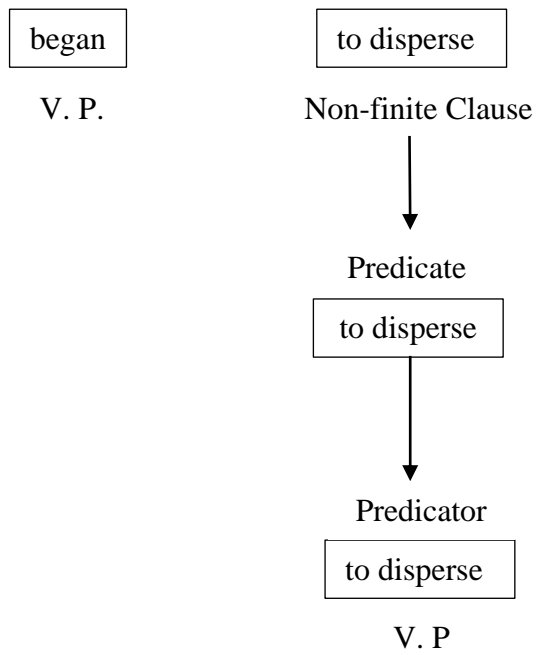 began to disperse
V. P. Non-finite Clause
Predicate
to disperse
Predicator
to disperse
V. P